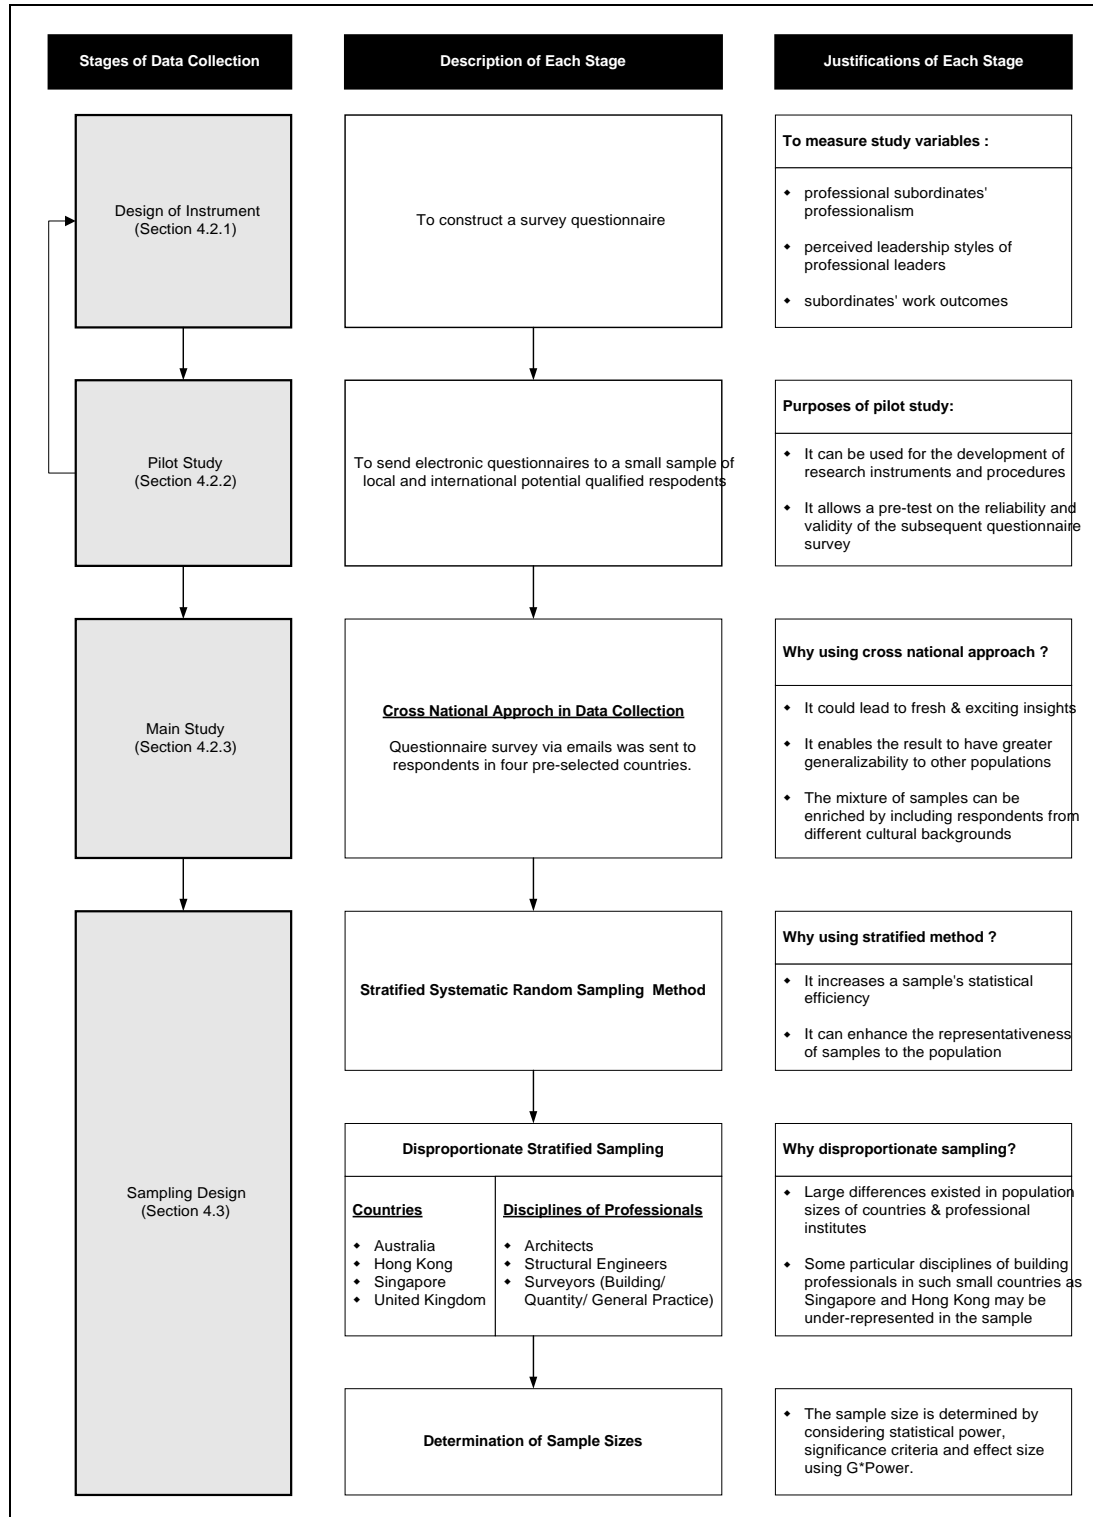 Stages of Data Collection
Description of Each Stage
Justifications of Each Stage
Design of Instrument
(Section 4.2.1)
To construct a survey questionnaire
To measure study variables :
◆ professional subordinates'
professionalism
◆ perceived leadership styles of
professional leaders
◆ subordinates' work outcomes
Pilot Study
(Section 4.2.2)
To send electronic questionnaires to a small sample of
local and international potential qualified respodents
Purposes of pilot study:
◆ It can be used for the development of
research instruments and procedures
◆ It allows a pre-test on the reliability and
validity of the subsequent questionnaire
survey
Main Study
(Section 4.2.3)
Cross National Approch in Data Collection
Questionnaire survey via emails was sent to
respondents in four pre-selected countries.
Why using cross national approach ?
◆ It could lead to fresh & exciting insights
◆ It enables the result to have greater
generalizability to other populations
◆ The mixture of samples can be
enriched by including respondents from
different cultural backgrounds
Sampling Design
(Section 4.3)
Stratified Systematic Random Sampling Method
Why using stratified method ?
◆ It increases a sample's statistical
efficiency
◆ It can enhance the representativeness
of samples to the population
Disproportionate Stratified Sampling
Countries
◆ Australia
◆ Hong Kong
◆ Singapore
◆ United Kingdom
Disciplines of Professionals
◆ Architects
◆ Structural Engineers
◆ Surveyors (Building/
Quantity/ General Practice)
Why disproportionate sampling?
◆ Large differences existed in population
sizes of countries & professional
institutes
◆ Some particular disciplines of building
professionals in such small countries as
Singapore and Hong Kong may be
under-represented in the sample
Determination of Sample Sizes
◆ The sample size is determined by
considering statistical power,
significance criteria and effect size
using G*Power.